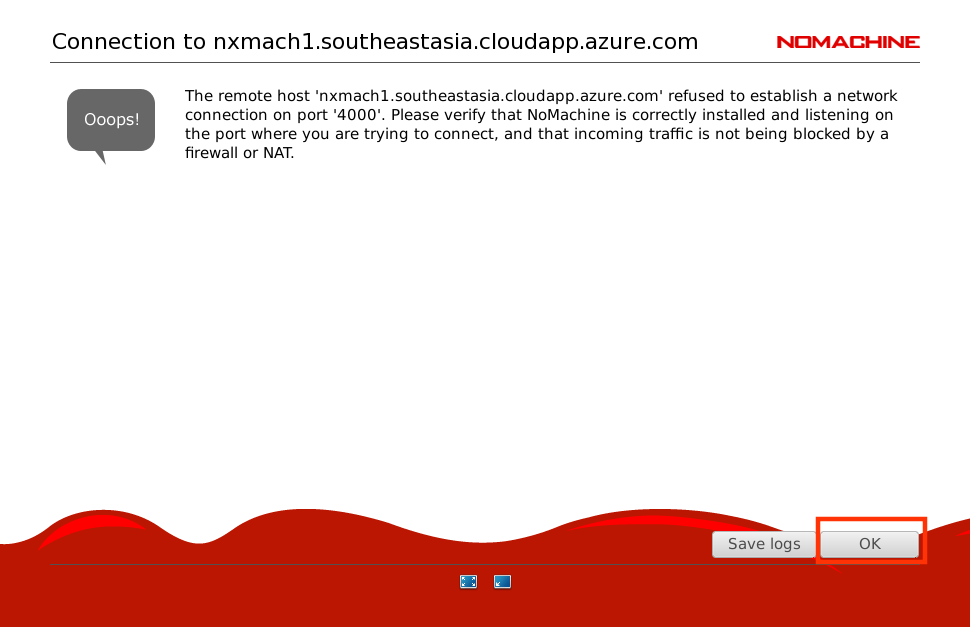 Connection to nxmach1.southeastasia.cloudapp.azure.com
NOMACHINE
Ooops!
The remote host 'nxmach1.southeastasia.cloudapp.azure.com' refused to establish a network
connection on port '4000'. Please verify that NoMachine is correctly installed and listening on
the port where you are trying to connect, and that incoming traffic is not being blocked by a
firewall or NAT.
Save logs
OK